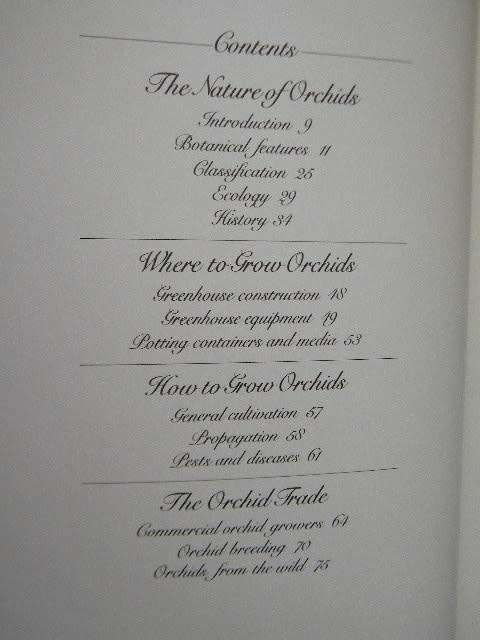 Contents
The Nature of Orchids
Introduction 9
Botanical features 11
Classification 25
Ecology 29
History 34
Where to Grow Orchids
Greenhouse construction 48
Greenhouse equipment 49
Potting containers and media 53
How to Grow Orchids
General cultivation 57
Propagation 58
Pests and diseases 61
The Orchid Trade
Commercial orchid growers 64
Orchid breeding 70
Orchids from the wild 75